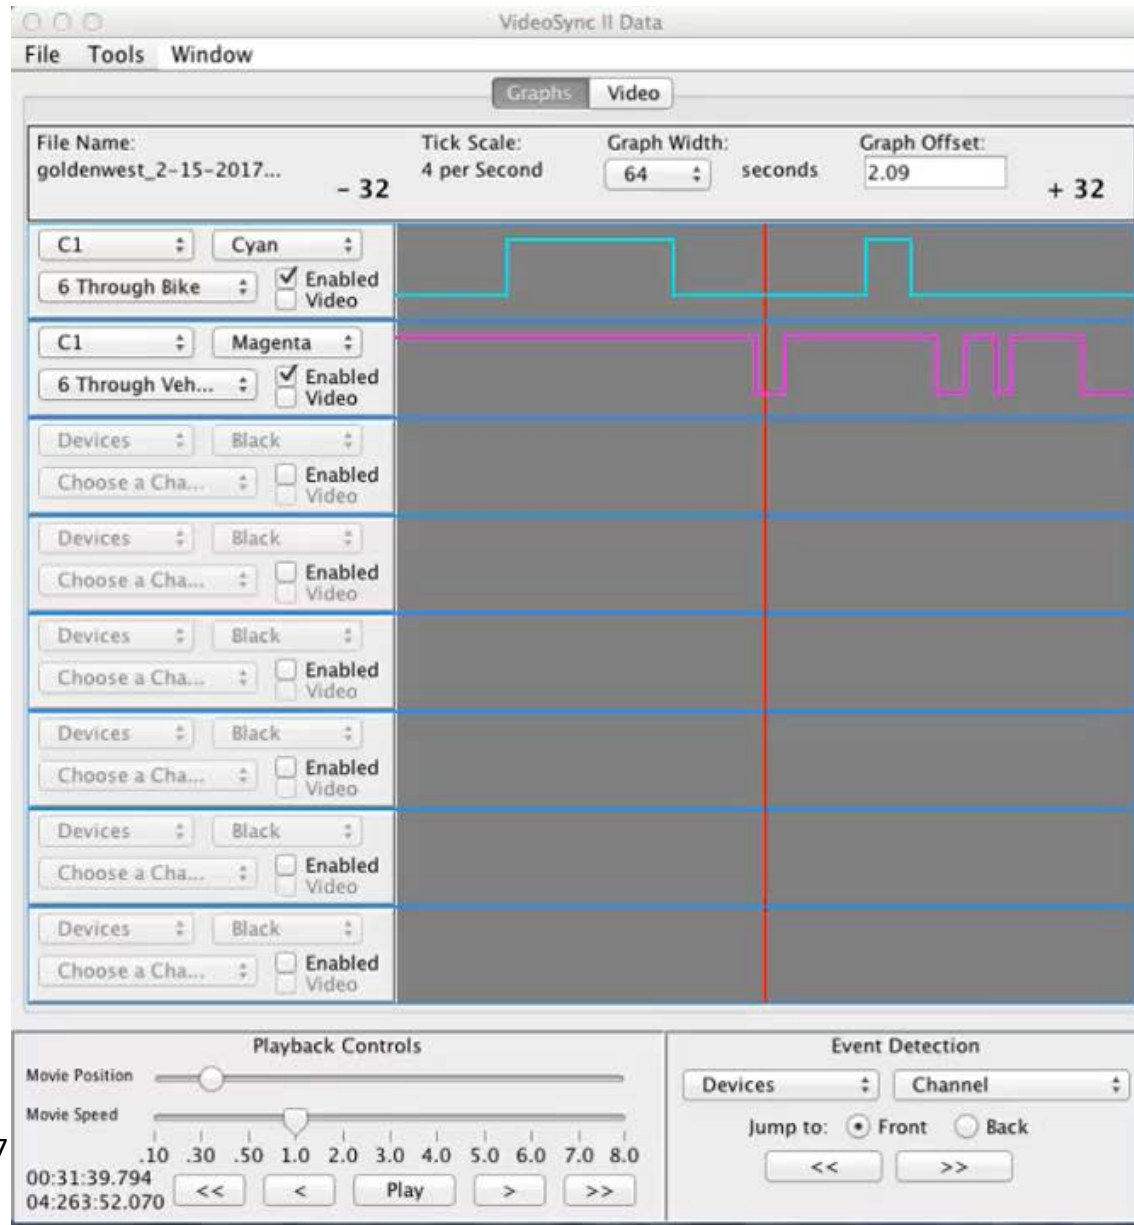 VideoSync II Data
File Tools Window
Graphs Video
File Name: Tick Scale: Graph Width: Graph Offset:
goldenwest_2-15-2017... 4 per Second 64 seconds 2.09
- 32 + 32
C1 Cyan
6 Through Bike Enabled
Video
C1 Magenta
6 Through Veh... Enabled
Video
Devices Black
Choose a Cha... Enabled
Video
Devices Black
Choose a Cha... Enabled
Video
Devices Black
Choose a Cha... Enabled
Video
Devices Black
Choose a Cha... Enabled
Video
Devices Black
Choose a Cha... Enabled
Video
Devices Black
Choose a Cha... Enabled
Video
Playback Controls
Movie Position
Movie Speed
.10 .30 .50 1.0 2.0 3.0 4.0 5.0 6.0 7.0 8.0
00:31:39.794
04:263:52.070
<< < Play > >>
Event Detection
Devices Channel
Jump to: Front Back
<< >>
7